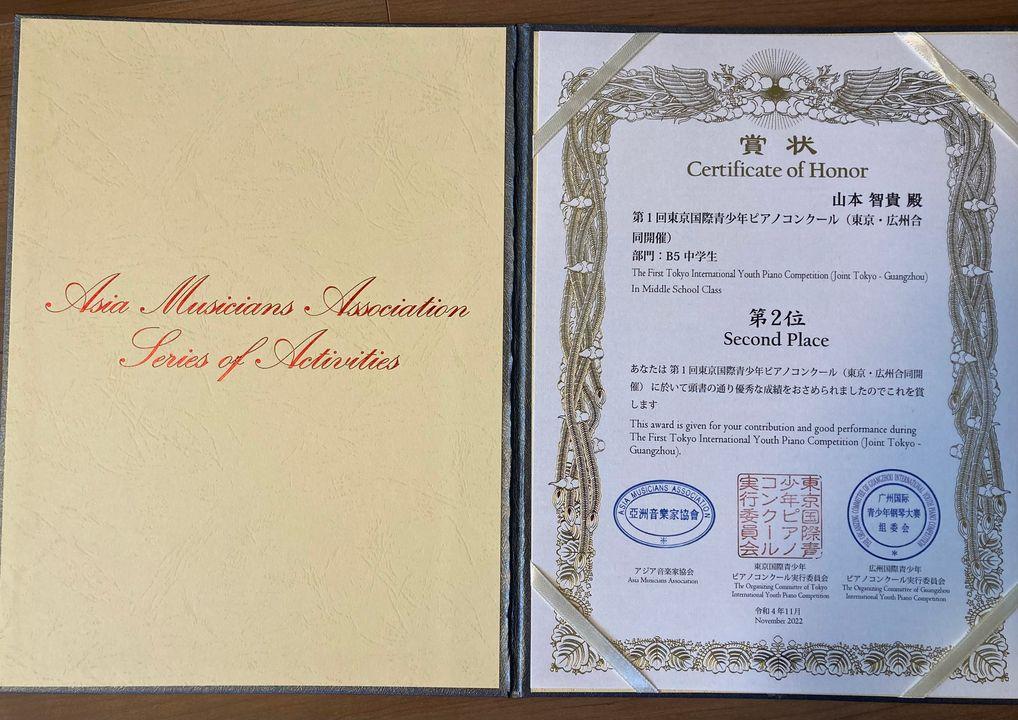 Asia Musicians Association
Series of Activities
賞状
Certificate of Honor
山本 智貴 殿
第1回東京国際青少年ピアノコンクール（東京・広州合
同開催）
部門：B5 中学生
The First Tokyo International Youth Piano Competition (Joint Tokyo - Guangzhou)
In Middle School Class
第2位
Second Place
あなたは 第1回東京国際青少年ピアノコンクール（東京・広州合同開
催） に於いて頭書の通り優秀な成績をおさめられましたのでこれを賞
します
This award is given for your contribution and good performance during
The First Tokyo International Youth Piano Competition (Joint Tokyo -
Guangzhou).
ASIA MUSICIANS ASSOCIATION
亞洲音樂家協會
東京国際青
少年ピアノ
コンクール
実行委員会
THE ORGANIZING COMMITTEE OF GUANGZHOU INTERNATIONAL YOUTH PIANO COMPETITION
广州国际
青少年钢琴大赛
组委会
アジア音楽家協会
Asia Musicians Association
東京国際青少年
ピアノコンクール実行委員会
The Organizing Committee of Tokyo
International Youth Piano Competition
広州国際青少年
ピアノコンクール実行委員会
The Organizing Committee of Guangzhou
International Youth Piano Competition
令和4年11月
November 2022